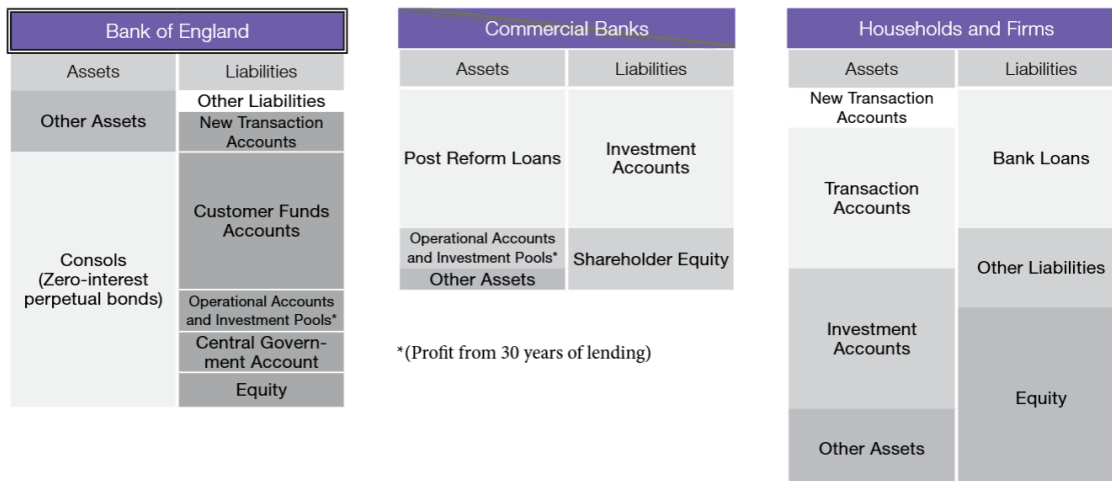 Bank of England
Assets
Liabilities
Other Assets
Consols
(Zero-interest
perpetual bonds)
Other Liabilities
New Transaction
Accounts
Customer Funds
Accounts
Operational Accounts
and Investment Pools*
Central Govern-
ment Account
Equity
Commercial Banks
Assets
Liabilities
Post Reform Loans
Operational Accounts
and Investment Pools*
Other Assets
Investment
Accounts
Shareholder Equity
*(Profit from 30 years of lending)
Households and Firms
Assets
Liabilities
New Transaction
Accounts
Transaction
Accounts
Investment
Accounts
Other Assets
Bank Loans
Other Liabilities
Equity